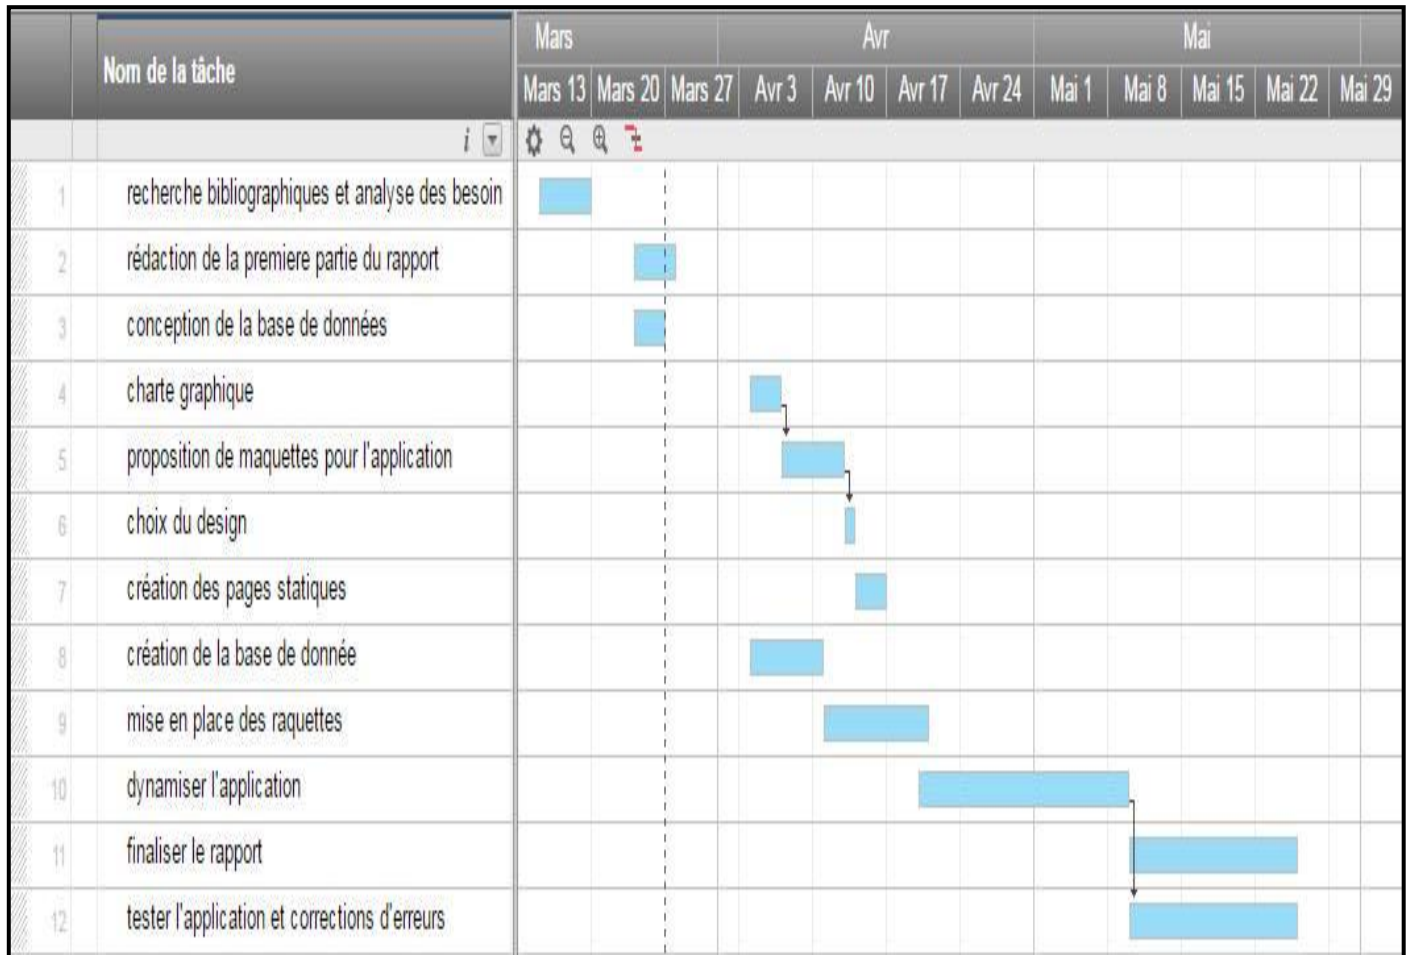 Mars Avr Mai
Nom de la tâche
Mars 13 Mars 20 Mars 27 Avr 3 Avr 10 Avr 17 Avr 24 Mai 1 Mai 8 Mai 15 Mai 22 Mai 29
i
1 recherche bibliographiques et analyse des besoin
2 rédaction de la premiere partie du rapport
3 conception de la base de données
4 charte graphique
5 proposition de maquettes pour l'application
6 choix du design
7 création des pages statiques
8 création de la base de donnée
9 mise en place des raquettes
10 dynamiser l'application
11 finaliser le rapport
12 tester l'application et corrections d'erreurs